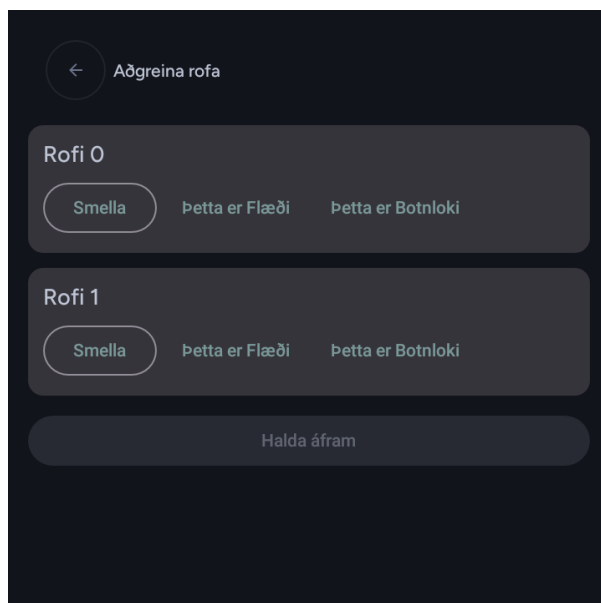 Aðgreina rofa
Rofi 0
Smella Þetta er Flæði Þetta er Botnloki
Rofi 1
Smella Þetta er Flæði Þetta er Botnloki
Halda áfram